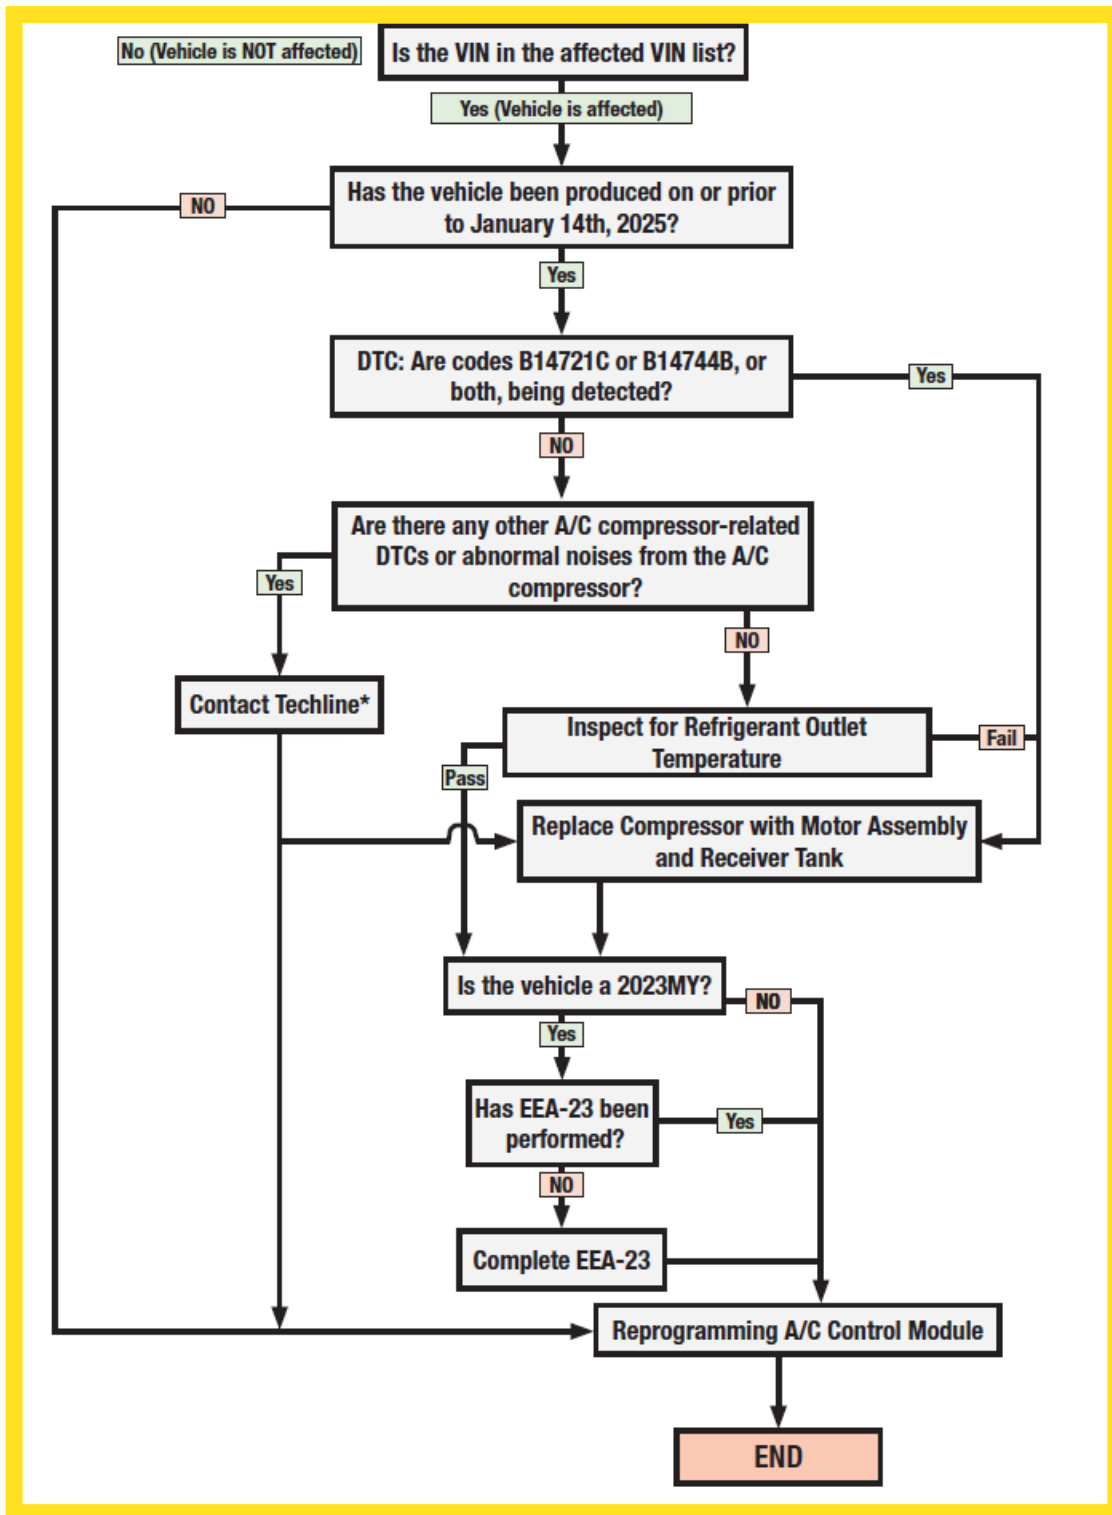 Is the VIN in the affected VIN list?
No (Vehicle is NOT affected)
Yes (Vehicle is affected)
Has the vehicle been produced on or prior
to January 14th, 2025?
NO
Yes
DTC: Are codes B14721C or B14744B, or
both, being detected?
Yes
NO
Are there any other A/C compressor-related
DTCs or abnormal noises from the A/C
compressor?
Yes
NO
Contact Techline*
Inspect for Refrigerant Outlet
Temperature
Fail
Pass
Replace Compressor with Motor Assembly
and Receiver Tank
Is the vehicle a 2023MY?
NO
Yes
Has EEA-23 been
performed?
Yes
NO
Complete EEA-23
Reprogramming A/C Control Module
END